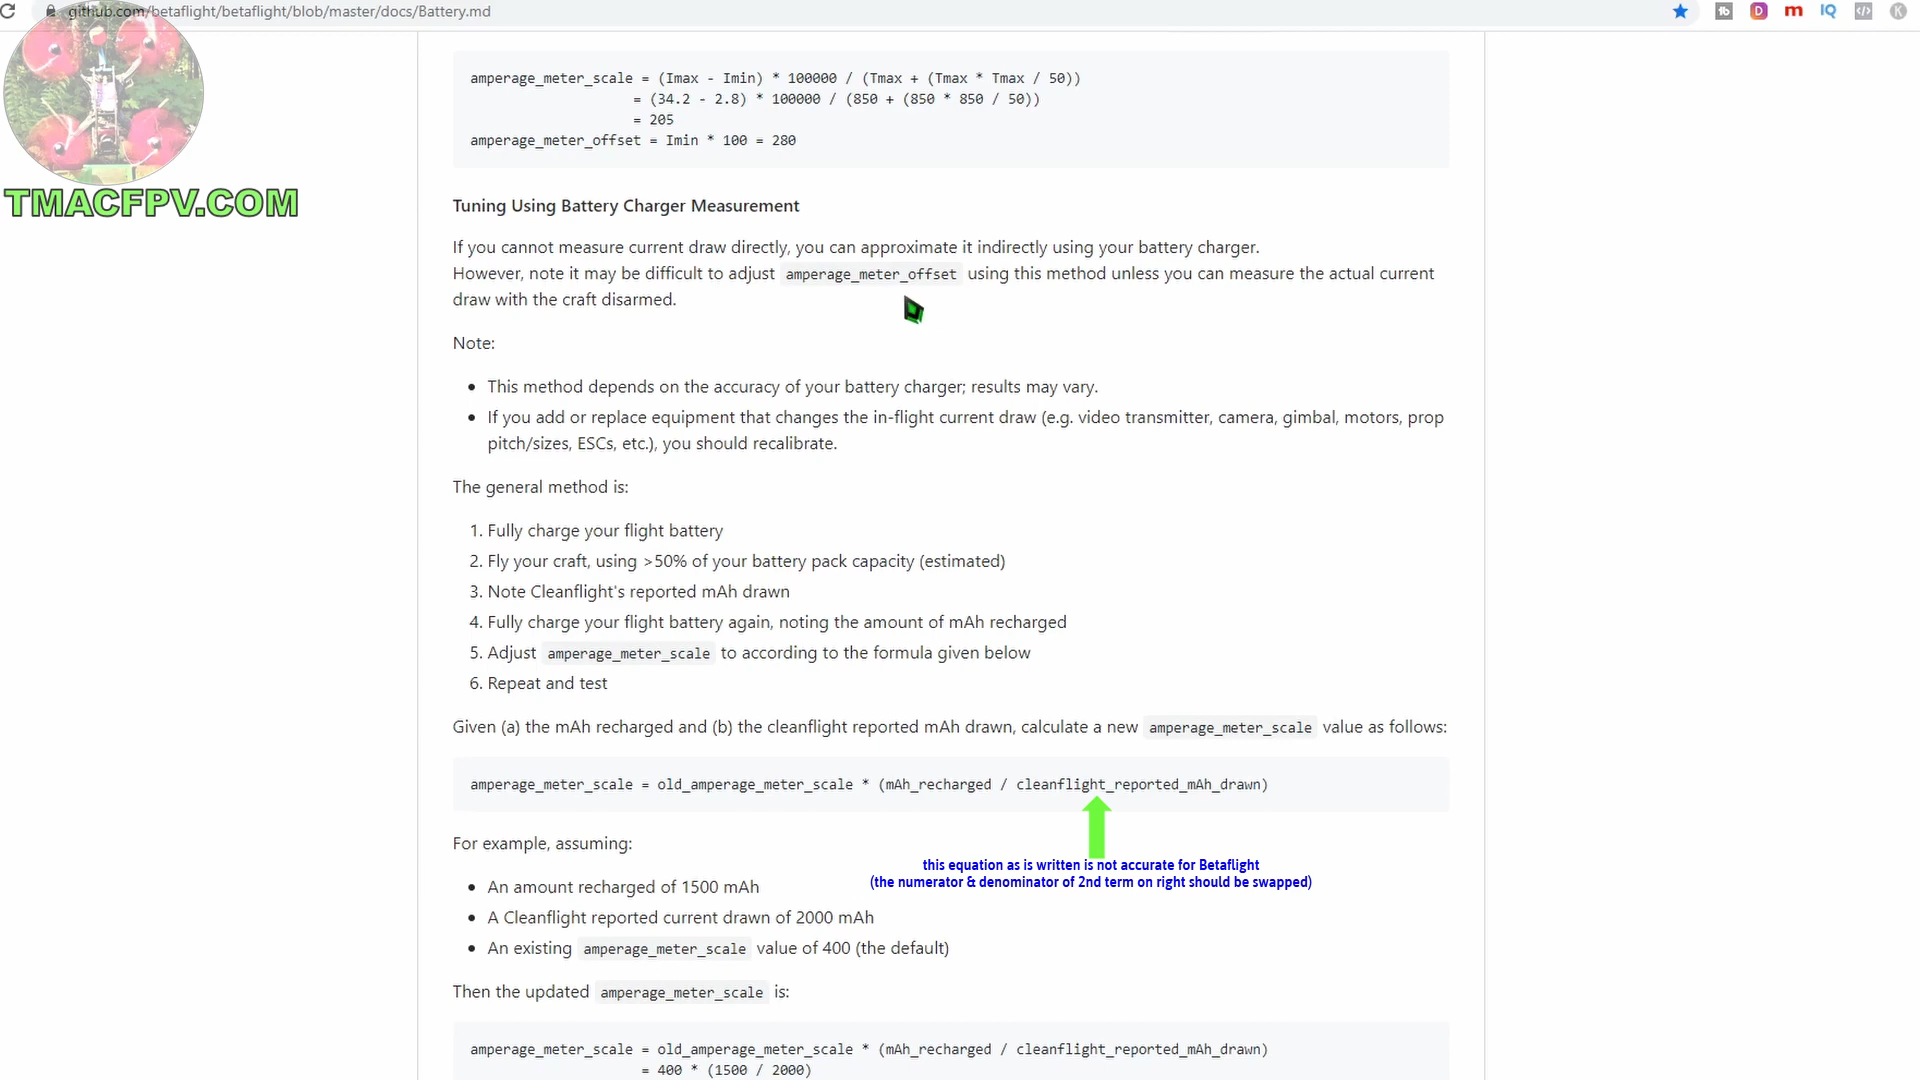 github.com/betaflight/betaflight/blob/master/docs/Battery.md
TMACFPV.COM
amperage_meter_scale = (Imax - Imin) * 100000 / (Tmax + (Tmax * Tmax / 50))
= (34.2 - 2.8) * 100000 / (850 + (850 * 850 / 50))
= 205
amperage_meter_offset = Imin * 100 = 280
Tuning Using Battery Charger Measurement
If you cannot measure current draw directly, you can approximate it indirectly using your battery charger.
However, note it may be difficult to adjust amperage_meter_offset using this method unless you can measure the actual current
draw with the craft disarmed.
Note:
• This method depends on the accuracy of your battery charger; results may vary.
• If you add or replace equipment that changes the in-flight current draw (e.g. video transmitter, camera, gimbal, motors, prop
pitch/sizes, ESCs, etc.), you should recalibrate.
The general method is:
1. Fully charge your flight battery
2. Fly your craft, using >50% of your battery pack capacity (estimated)
3. Note Cleanflight's reported mAh drawn
4. Fully charge your flight battery again, noting the amount of mAh recharged
5. Adjust amperage_meter_scale to according to the formula given below
6. Repeat and test
Given (a) the mAh recharged and (b) the cleanflight reported mAh drawn, calculate a new amperage_meter_scale value as follows:
amperage_meter_scale = old_amperage_meter_scale * (mAh_recharged / cleanflight_reported_mAh_drawn)
For example, assuming:
this equation as is written is not accurate for Betaflight
(the numerator & denominator of 2nd term on right should be swapped)
• An amount recharged of 1500 mAh
• A Cleanflight reported current drawn of 2000 mAh
• An existing amperage_meter_scale value of 400 (the default)
Then the updated amperage_meter_scale is:
amperage_meter_scale = old_amperage_meter_scale * (mAh_recharged / cleanflight_reported_mAh_drawn)
= 400 * (1500 / 2000)